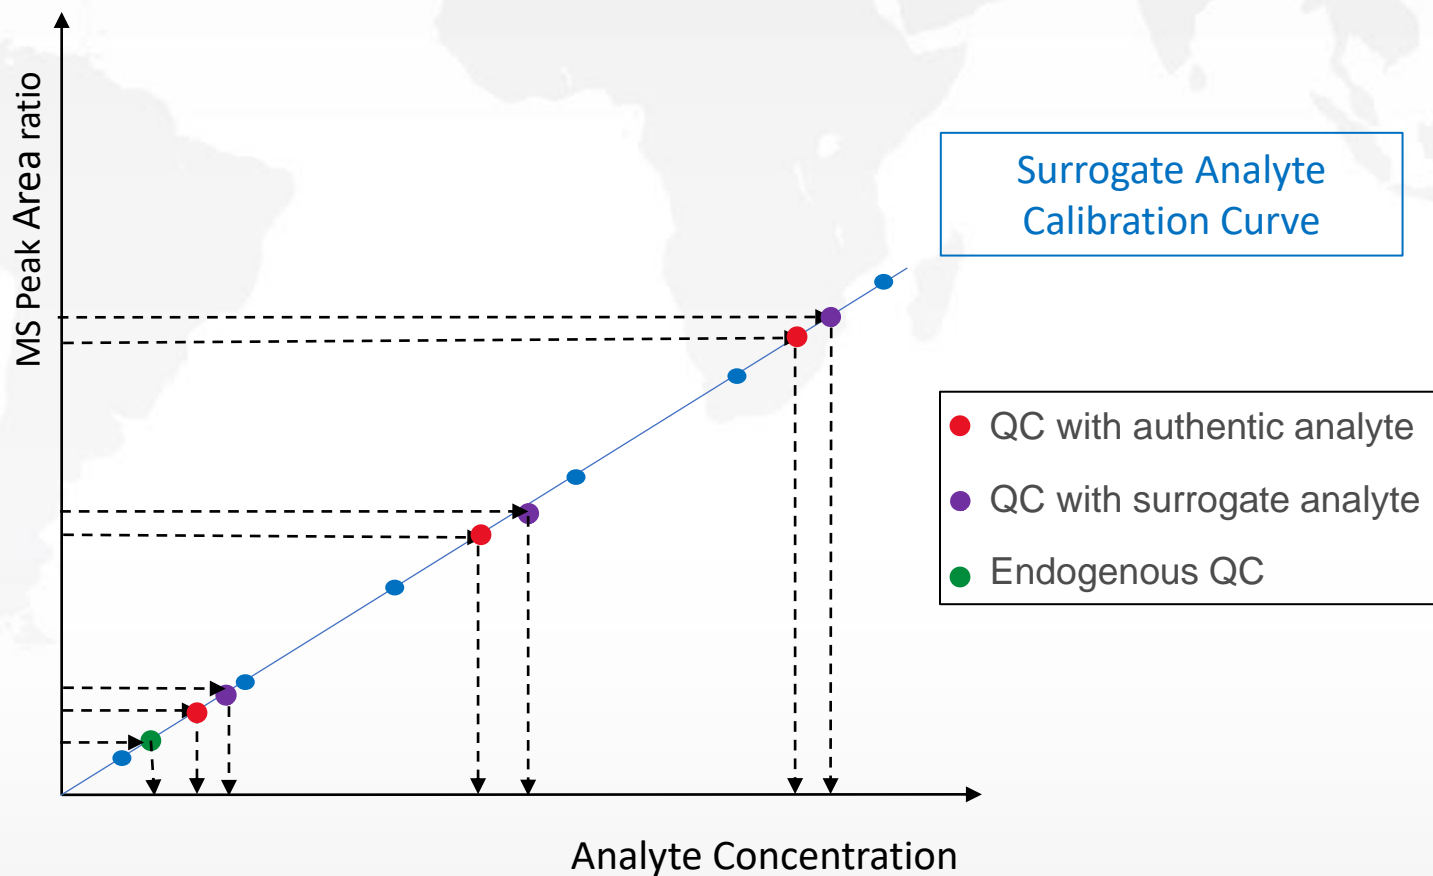 MS Peak Area ratio
Surrogate Analyte
Calibration Curve
QC with authentic analyte
QC with surrogate analyte
Endogenous QC
Analyte Concentration